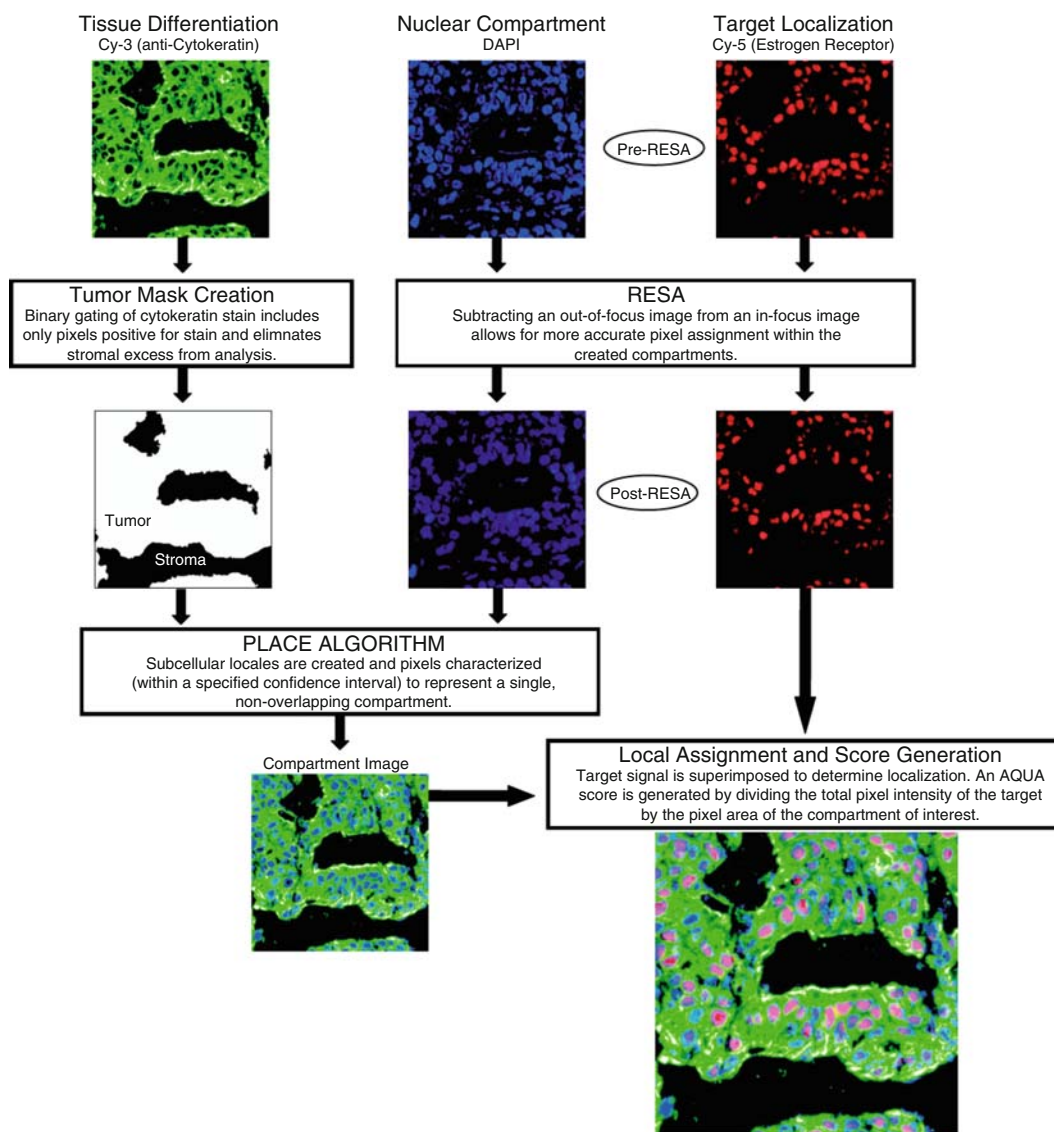 Tissue Differentiation
Cy-3 (anti-Cytokeratin)
Nuclear Compartment
DAPI
Target Localization
Cy-5 (Estrogen Receptor)
Pre-RESA
Tumor Mask Creation
Binary gating of cytokeratin stain includes
only pixels positive for stain and elimnates
stromal excess from analysis.
RESA
Subtracting an out-of-focus image from an in-focus image
allows for more accurate pixel assignment within the
created compartments.
Tumor
Stroma
Post-RESA
PLACE ALGORITHM
Subcellular locales are created and pixels characterized
(within a specified confidence interval) to represent a single,
non-overlapping compartment.
Compartment Image
Local Assignment and Score Generation
Target signal is superimposed to determine localization. An AQUA
score is generated by dividing the total pixel intensity of the target
by the pixel area of the compartment of interest.